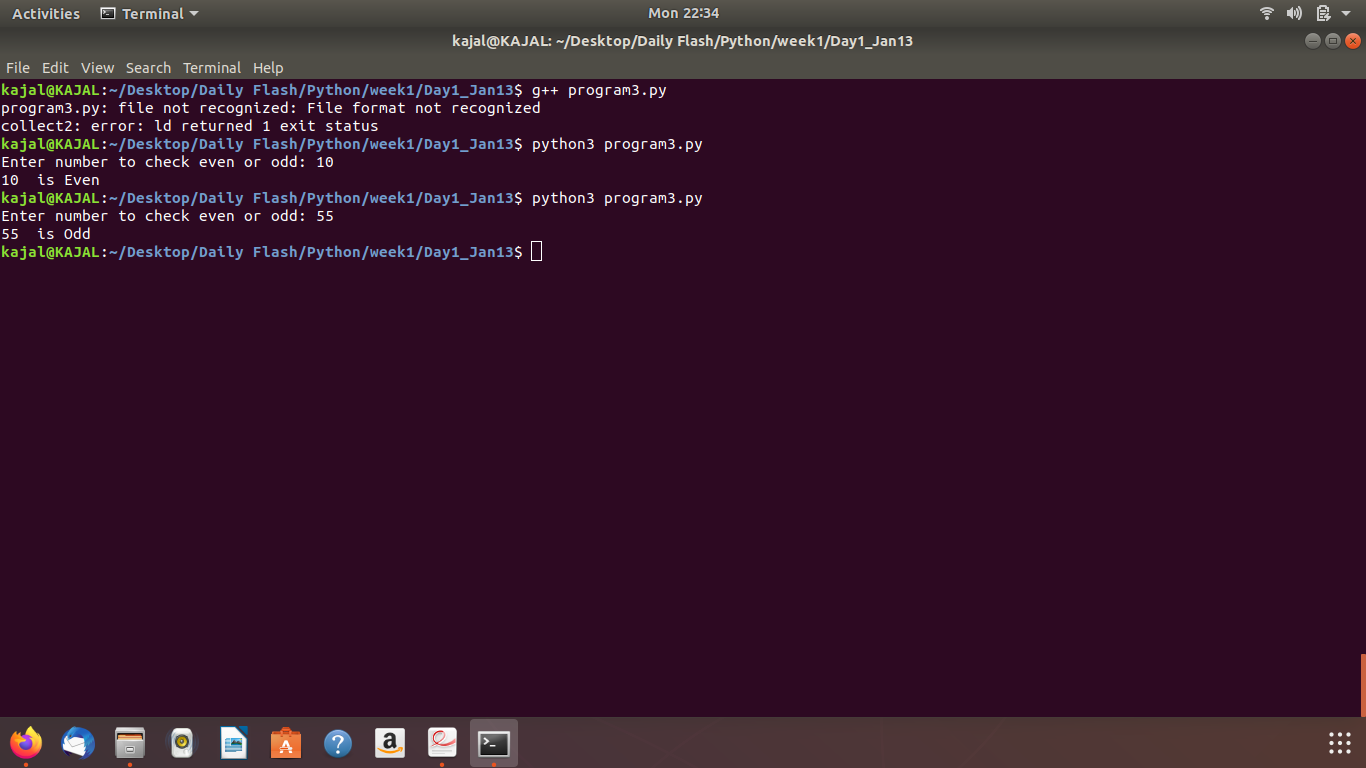 Activities Terminal Mon 22:34
kajal@KAJAL: ~/Desktop/Daily Flash/Python/week1/Day1_Jan13
File Edit View Search Terminal Help
kajal@KAJAL:~/Desktop/Daily Flash/Python/week1/Day1_Jan13$ g++ program3.py
program3.py: file not recognized: File format not recognized
collect2: error: ld returned 1 exit status
kajal@KAJAL:~/Desktop/Daily Flash/Python/week1/Day1_Jan13$ python3 program3.py
Enter number to check even or odd: 10
10  is Even
kajal@KAJAL:~/Desktop/Daily Flash/Python/week1/Day1_Jan13$ python3 program3.py
Enter number to check even or odd: 55
55  is Odd
kajal@KAJAL:~/Desktop/Daily Flash/Python/week1/Day1_Jan13$